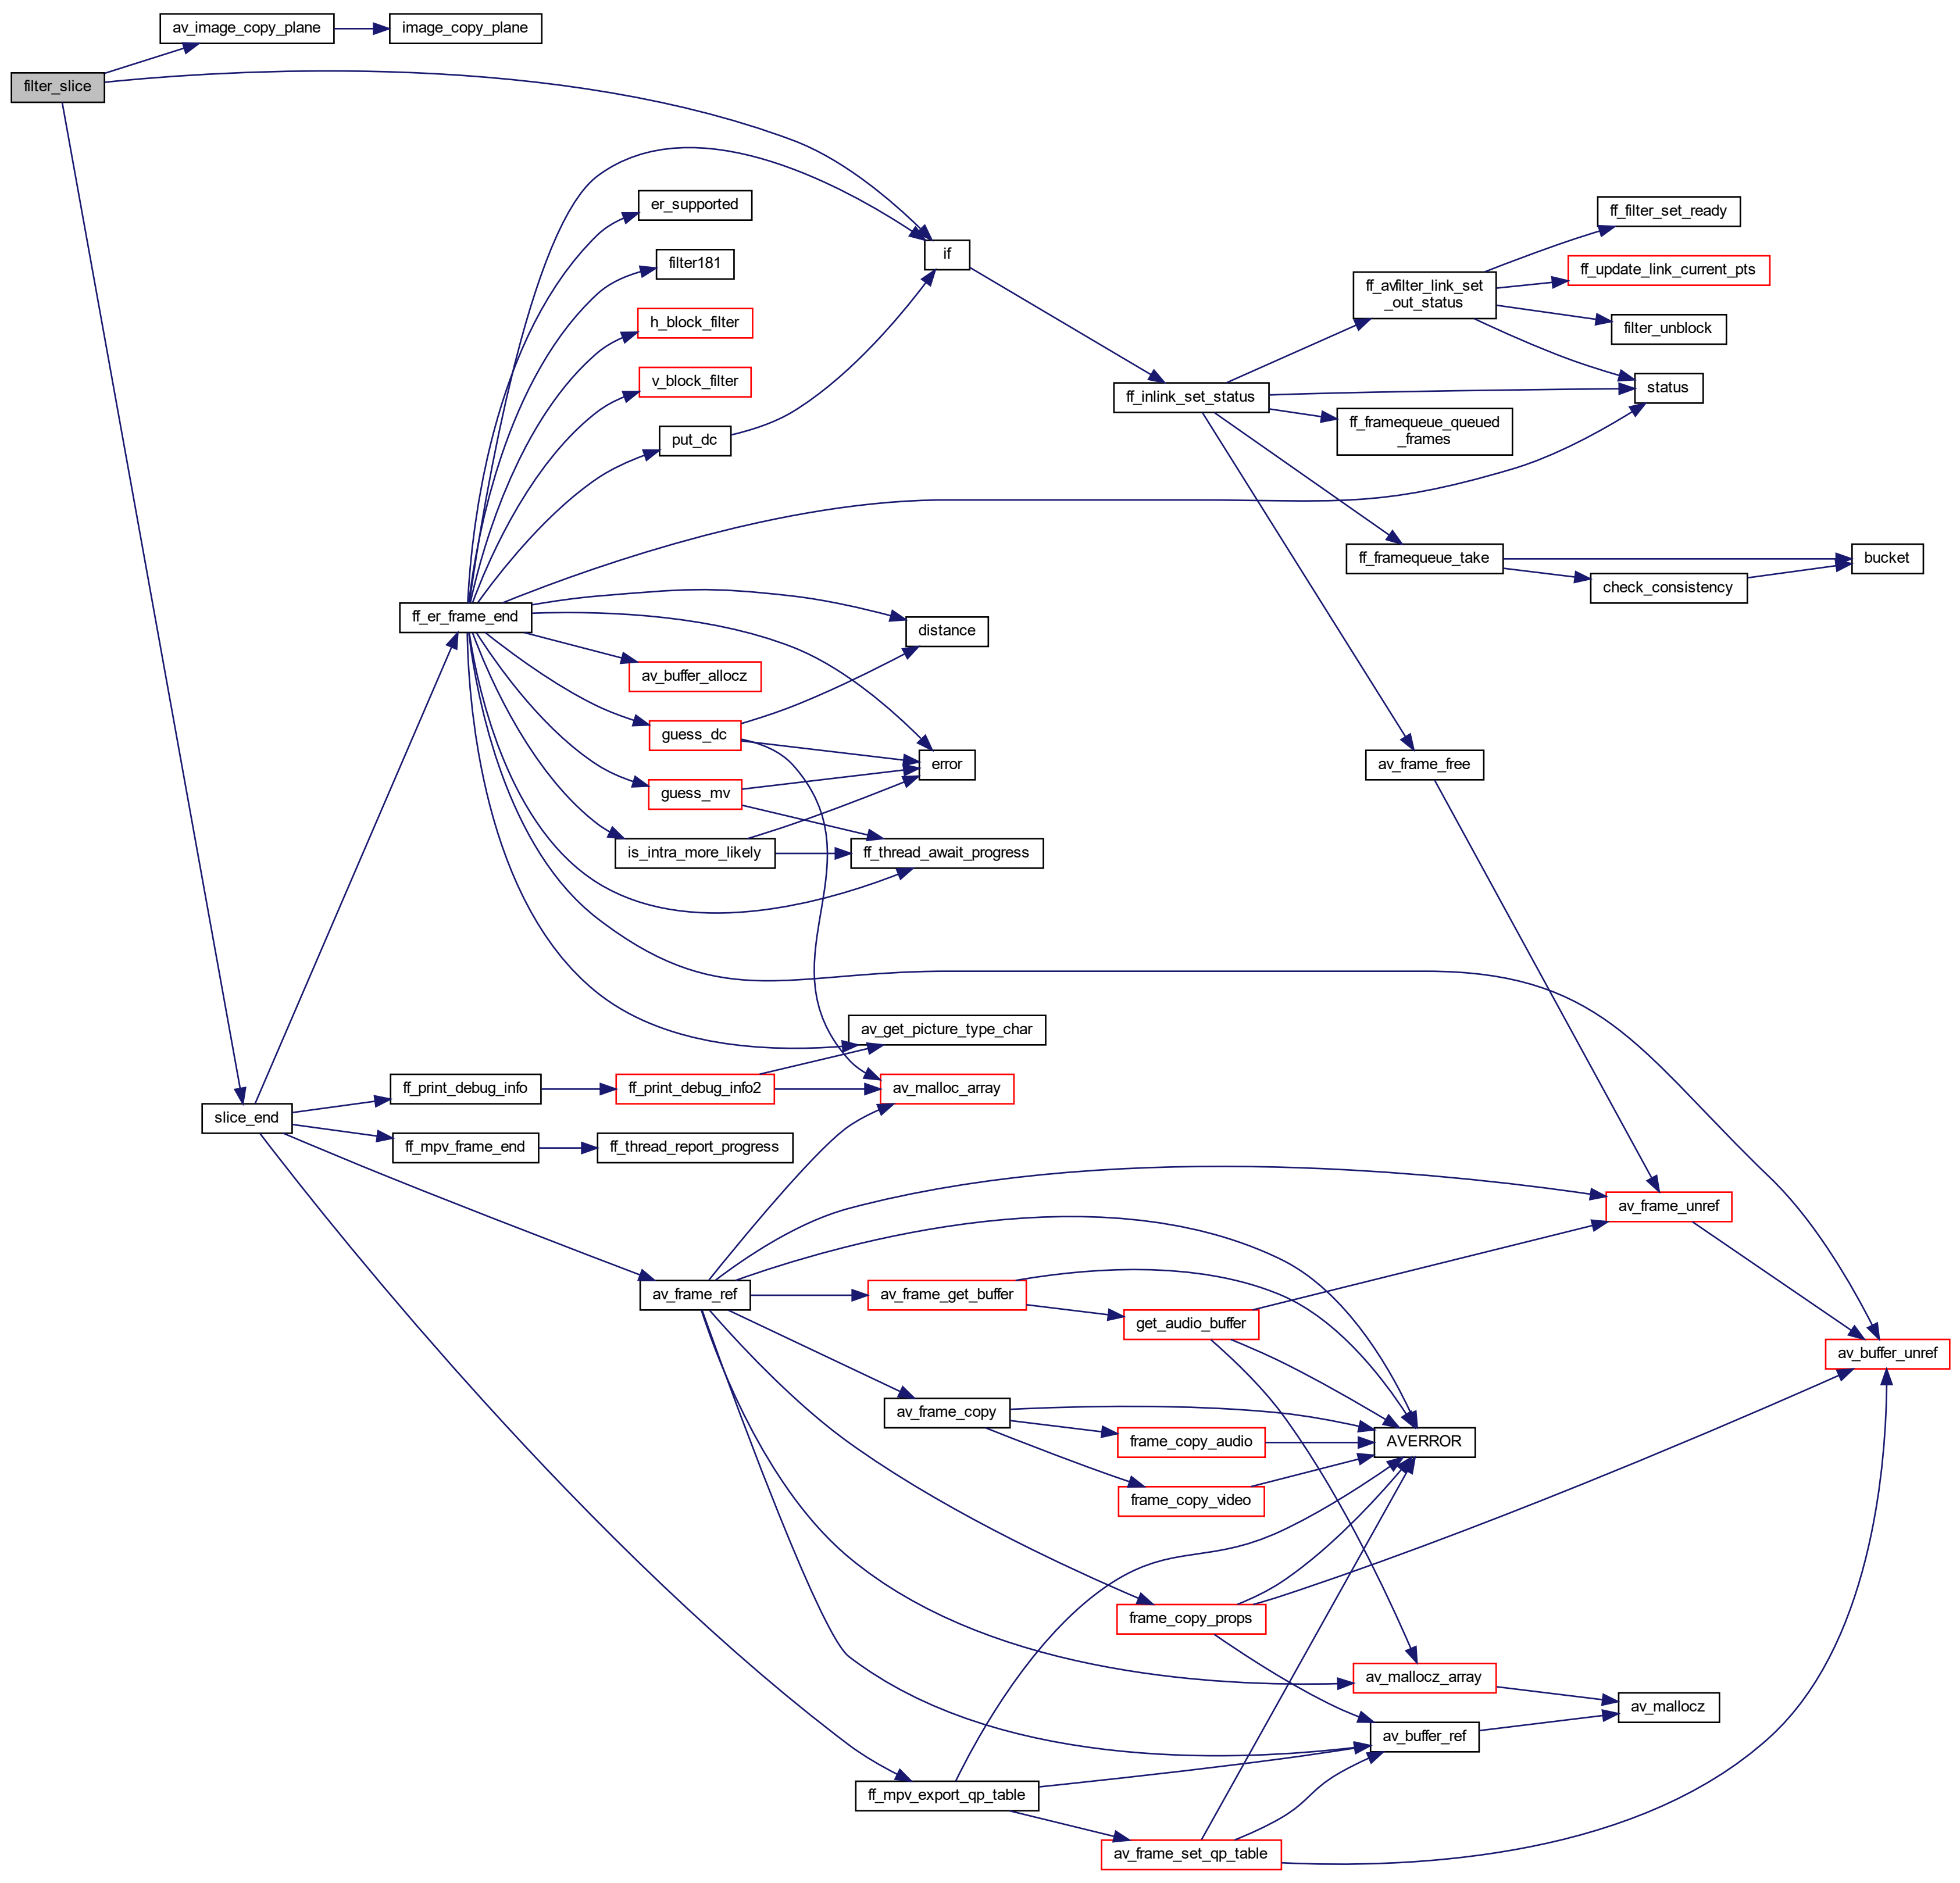 av_image_copy_plane
image_copy_plane
filter_slice
er_supported
ff_filter_set_ready
if
filter181
ff_avfilter_link_set
_out_status
ff_update_link_current_pts
h_block_filter
filter_unblock
v_block_filter
status
ff_inlink_set_status
put_dc
ff_framequeue_queued
_frames
ff_framequeue_take
bucket
check_consistency
ff_er_frame_end
distance
av_buffer_allocz
guess_dc
error
av_frame_free
guess_mv
is_intra_more_likely
ff_thread_await_progress
av_get_picture_type_char
ff_print_debug_info
ff_print_debug_info2
av_malloc_array
slice_end
ff_mpv_frame_end
ff_thread_report_progress
av_frame_unref
av_frame_ref
av_frame_get_buffer
get_audio_buffer
av_buffer_unref
av_frame_copy
frame_copy_audio
AVERROR
frame_copy_video
frame_copy_props
av_mallocz_array
av_mallocz
av_buffer_ref
ff_mpv_export_qp_table
av_frame_set_qp_table